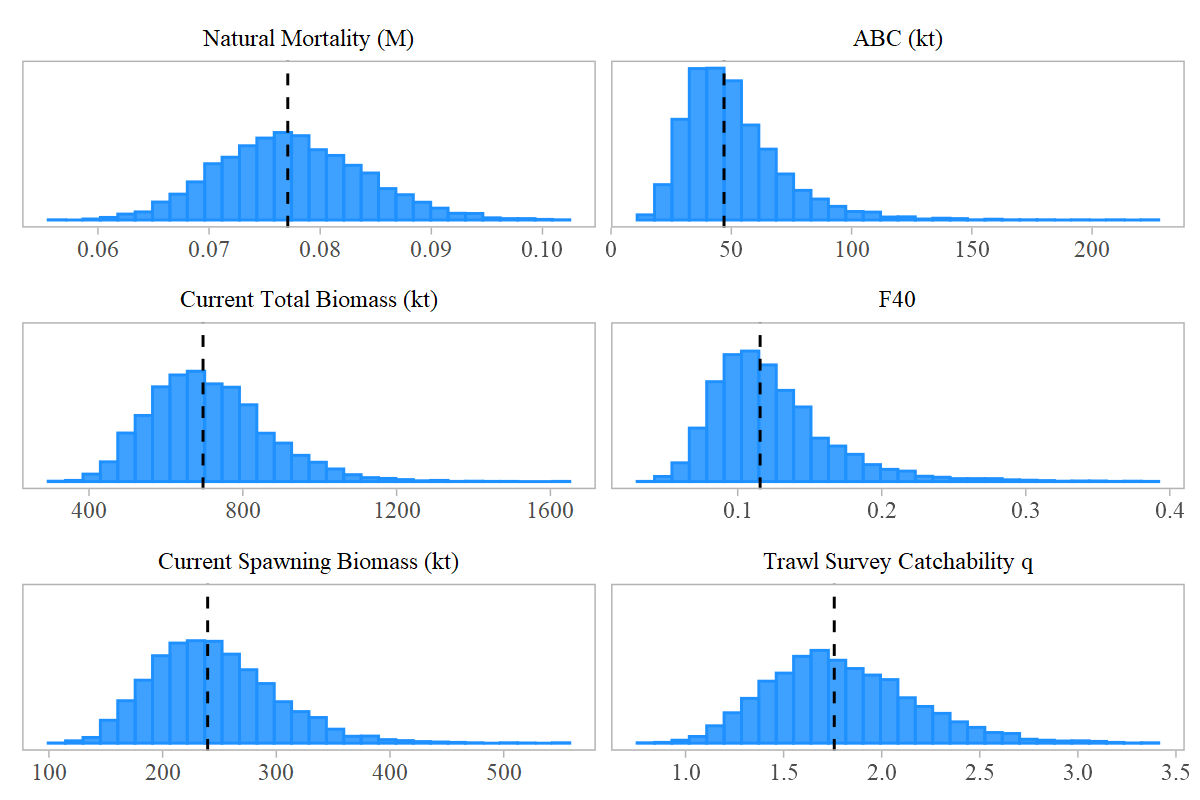 Natural Mortality (M)
0.06 0.07 0.08 0.09 0.10
ABC (kt)
0 50 100 150 200
Current Total Biomass (kt)
400 800 1200 1600
F40
0.1 0.2 0.3 0.4
Current Spawning Biomass (kt)
100 200 300 400 500
Trawl Survey Catchability q
1.0 1.5 2.0 2.5 3.0 3.5